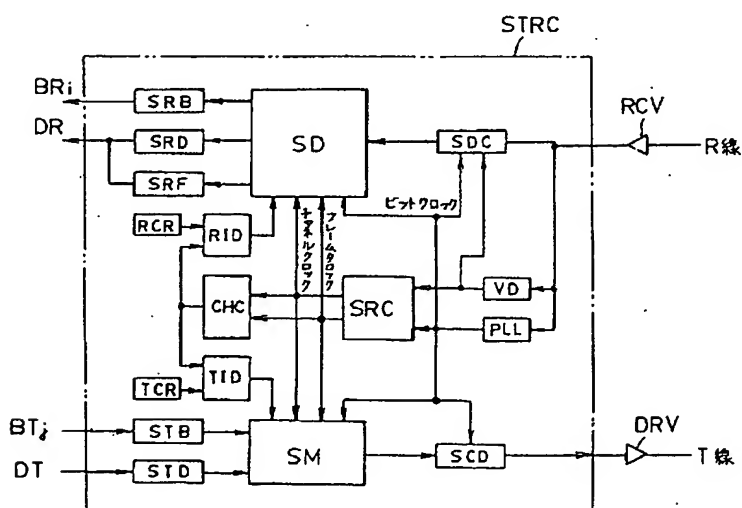 STRC
BRi
SRB
SD
RCV
DR
SRD
SDC
R線
SRF
ビットクロック
RCR
RID
チャネルクロック
フレームクロック
CHC
SRC
VD
PLL
TCR
TID
BTj
STB
SM
DRV
DT
STD
SCD
T線